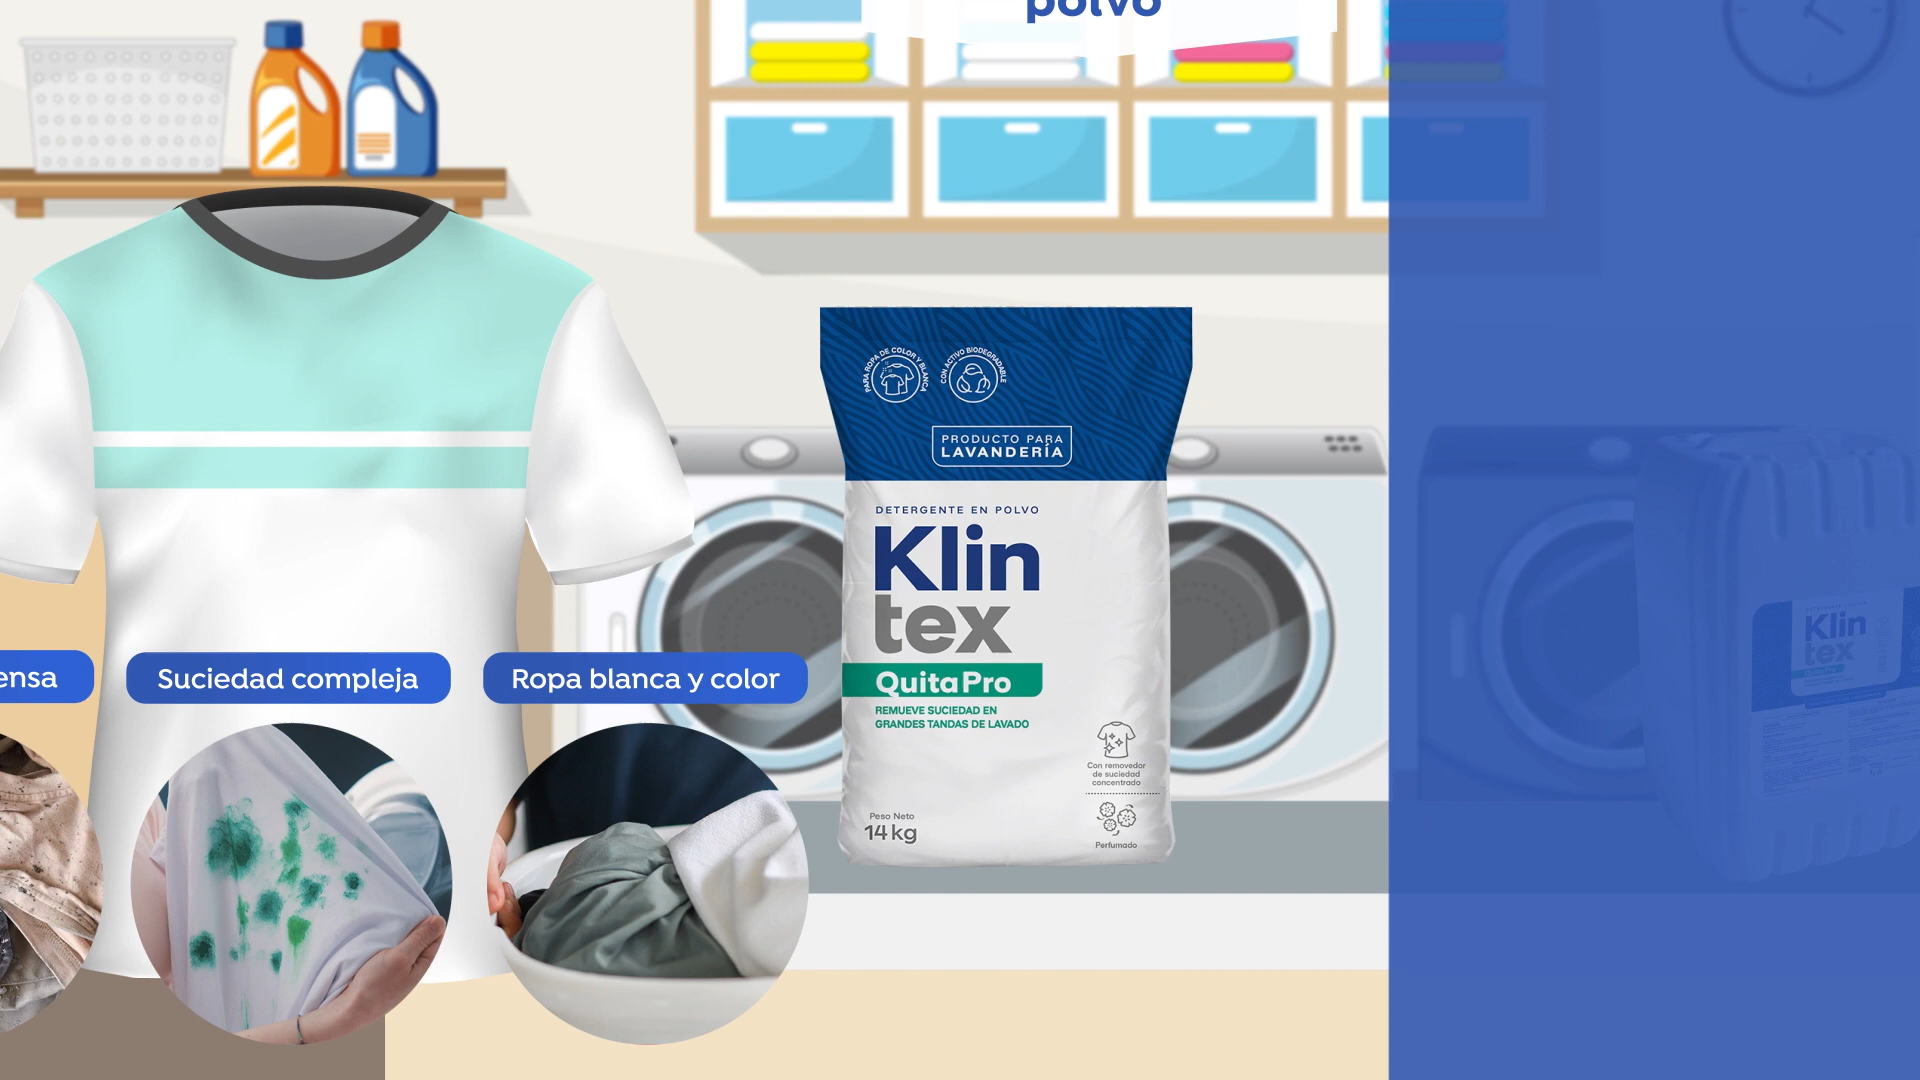 polvo
PARA ROPA DE COLOR Y BLANCA
CON ACTIVO BIODEGRADABLE
PRODUCTO PARA
LAVANDERÍA
DETERGENTE EN POLVO
Klin
tex
QuitaPro
REMUEVE SUCIEDAD EN
GRANDES TANDAS DE LAVADO
Con removedor
de suciedad
concentrado
Peso Neto
14 kg
Perfumado
ensa
Suciedad compleja
Ropa blanca y color
Klin
tex